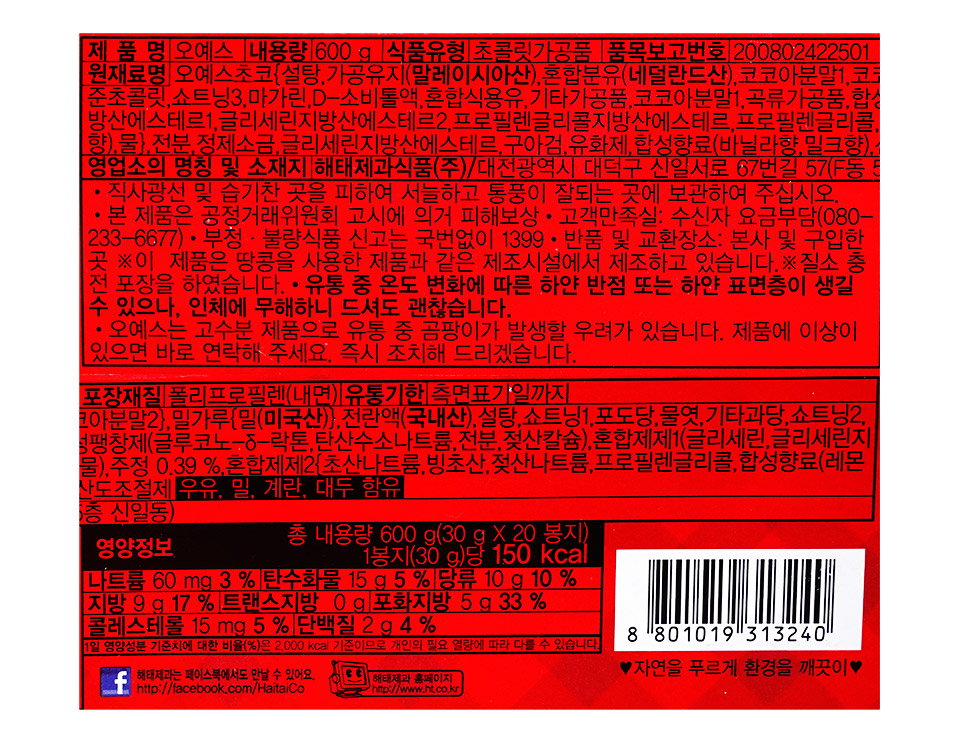 제 품 명 오예스 내용량 600 g 식품유형 초콜릿가공품 품목보고번호 200802422501
원재료명 오예스초코{설탕,가공유지(말레이시아산),혼합분유(네덜란드산),코코아분말1,코코
준초콜릿,쇼트닝3,마가린,D-소비톨액,혼합식용유,기타가공품,코코아분말1,곡류가공품,합성
방산에스테르1,글리세린지방산에스테르2,프로필렌글리콜지방산에스테르,프로필렌글리콜,
향),물},전분,정제소금,글리세린지방산에스테르,구아검,유화제,합성향료(바닐라향,밀크향),
영업소의 명칭 및 소재지 해태제과식품(주)/대전광역시 대덕구 신일서로 67번길 57(F동 5
• 직사광선 및 습기찬 곳을 피하여 서늘하고 통풍이 잘되는 곳에 보관하여 주십시오.
• 본 제품은 공정거래위원회 고시에 의거 피해보상 • 고객만족실: 수신자 요금부담(080-
233-6677) • 부정 · 불량식품 신고는 국번없이 1399 • 반품 및 교환장소: 본사 및 구입한
곳 ※이 제품은 땅콩을 사용한 제품과 같은 제조시설에서 제조하고 있습니다.※질소 충
전 포장을 하였습니다. • 유통 중 온도 변화에 따른 하얀 반점 또는 하얀 표면층이 생길
수 있으나, 인체에 무해하니 드셔도 괜찮습니다.
• 오예스는 고수분 제품으로 유통 중 곰팡이가 발생할 우려가 있습니다. 제품에 이상이
있으면 바로 연락해 주세요. 즉시 조치해 드리겠습니다.
포장재질 폴리프로필렌(내면) 유통기한 측면표기일까지
코아분말2},밀가루{밀(미국산)},전란액(국내산),설탕,쇼트닝1,포도당,물엿,기타과당,쇼트닝2,
성팽창제(글루코노-δ-락톤,탄산수소나트륨,전분,젖산칼슘),혼합제제1(글리세린,글리세린지
물),주정 0.39 %,혼합제제2{초산나트륨,빙초산,젖산나트륨,프로필렌글리콜,합성향료(레몬
산도조절제 우유, 밀, 계란, 대두 함유
5층 신일동)
영양정보 총 내용량 600 g(30 g X 20 봉지)
1봉지(30 g)당 150 kcal
나트륨 60 mg 3 % 탄수화물 15 g 5 % 당류 10 g 10 %
지방 9 g 17 % 트랜스지방 0 g 포화지방 5 g 33 %
콜레스테롤 15 mg 5 % 단백질 2 g 4 %
1일 영양성분 기준치에 대한 비율(%)은 2,000 kcal 기준이므로 개인의 필요 열량에 따라 다를 수 있습니다.
8 801019 313240
♥자연을 푸르게 환경을 깨끗이♥
f 해태제과는 페이스북에서도 만날 수 있어요.
http://facebook.com/HaitaiCo
해태제과 홈페이지
http://www.ht.co.kr